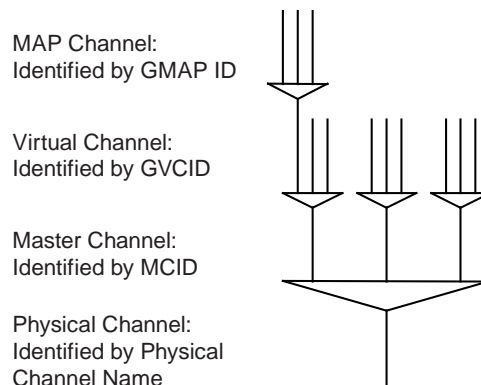 MAP Channel:
Identified by GMAP ID
Virtual Channel:
Identified by GVCID
Master Channel:
Identified by MCID
Physical Channel:
Identified by Physical
Channel Name